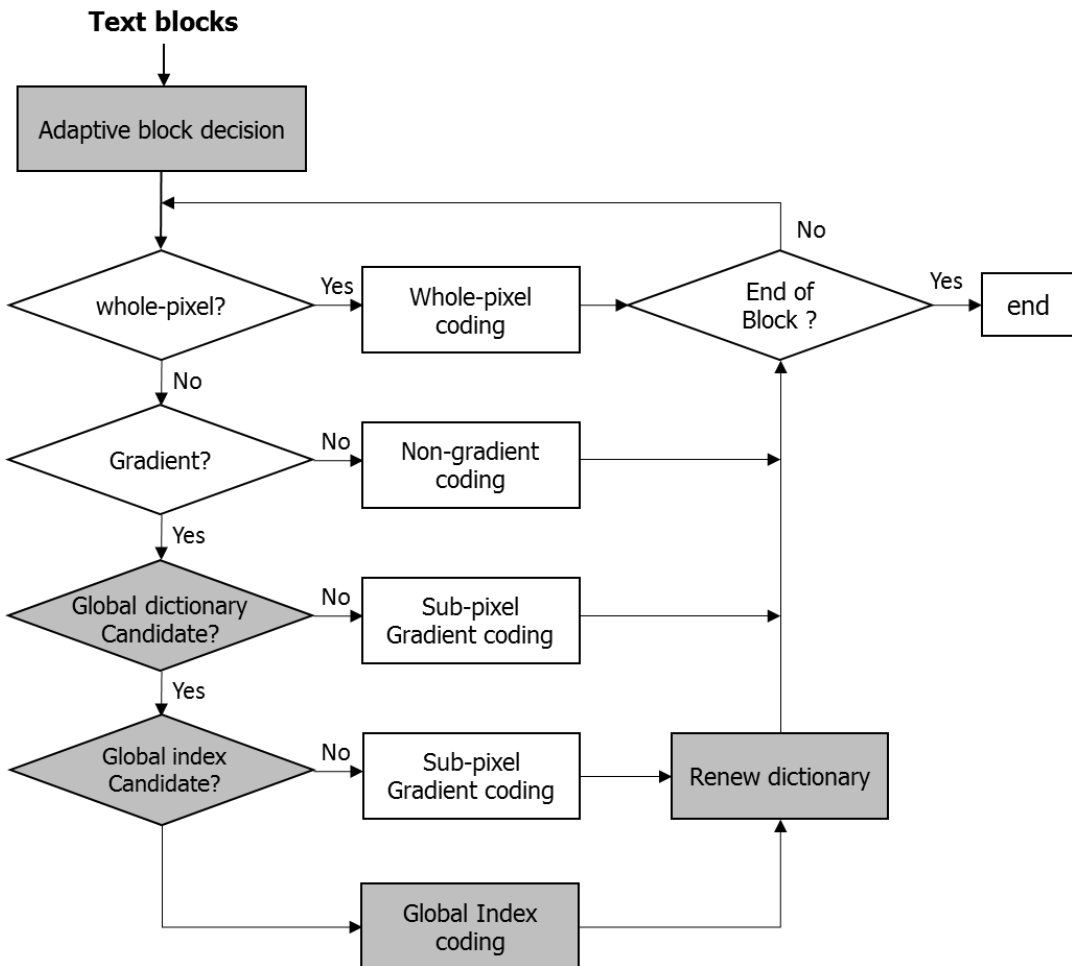 Text blocks
Adaptive block decision
No
whole-pixel?
Yes
Whole-pixel
coding
End of
Block ?
Yes
end
No
Gradient?
No
Non-gradient
coding
Yes
Global dictionary
Candidate?
No
Sub-pixel
Gradient coding
Yes
Global index
Candidate?
No
Sub-pixel
Gradient coding
Renew dictionary
Global Index
coding